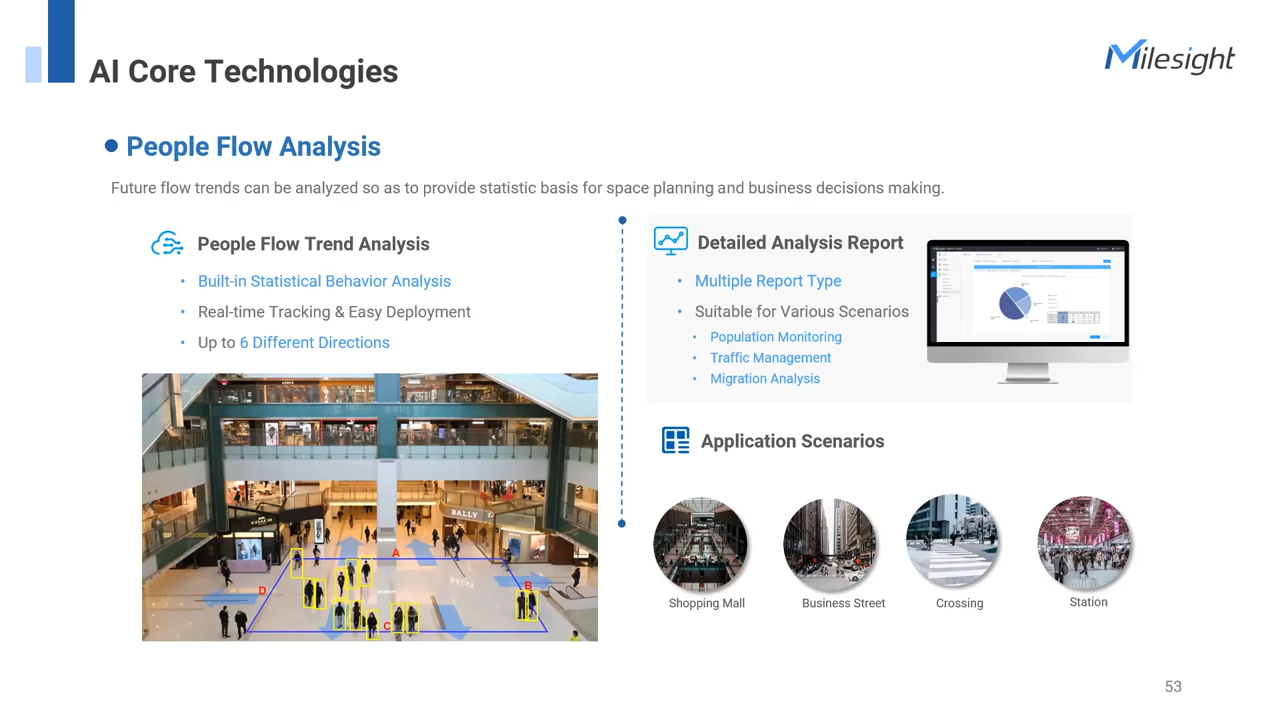 AI Core Technologies
Milesight
People Flow Analysis
Future flow trends can be analyzed so as to provide statistic basis for space planning and business decisions making.
People Flow Trend Analysis
Built-in Statistical Behavior Analysis
Real-time Tracking & Easy Deployment
Up to 6 Different Directions
COACH
BALLY
A
B
C
D
Detailed Analysis Report
Multiple Report Type
Suitable for Various Scenarios
Population Monitoring
Traffic Management
Migration Analysis
Application Scenarios
Shopping Mall
Business Street
Crossing
Station
53